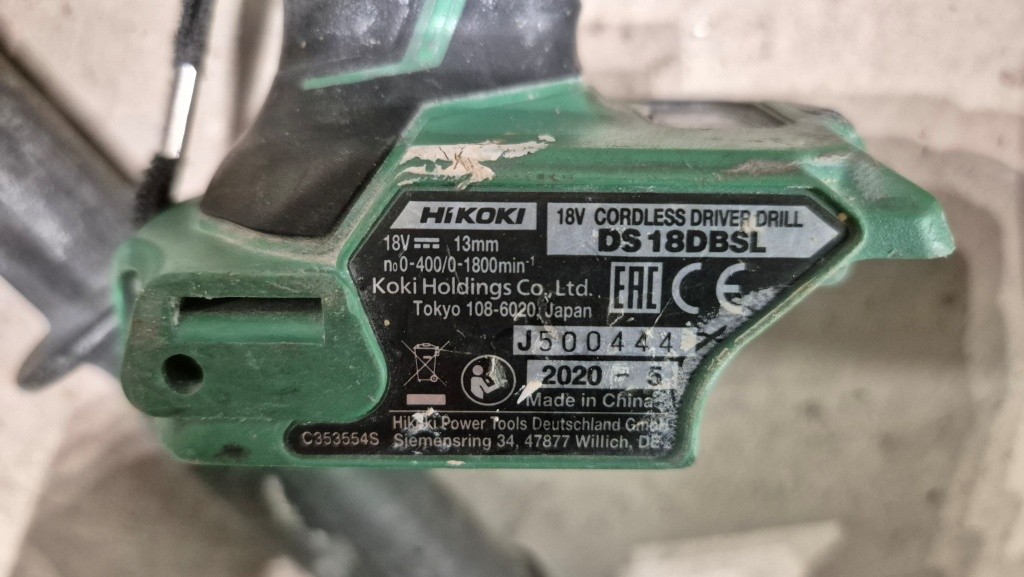 HiKOKI
18V CORDLESS DRIVER DRILL
DS 18DBSL
18V 13mm
n₀ 0-400/0-1800min⁻¹
Koki Holdings Co., Ltd.
Tokyo 108-6020, Japan
EAC CE
J500444
2020 - 5
Made in China
HiKoki Power Tools Deutschland GmbH
Siemensring 34, 47877 Willich, DE
C353554S